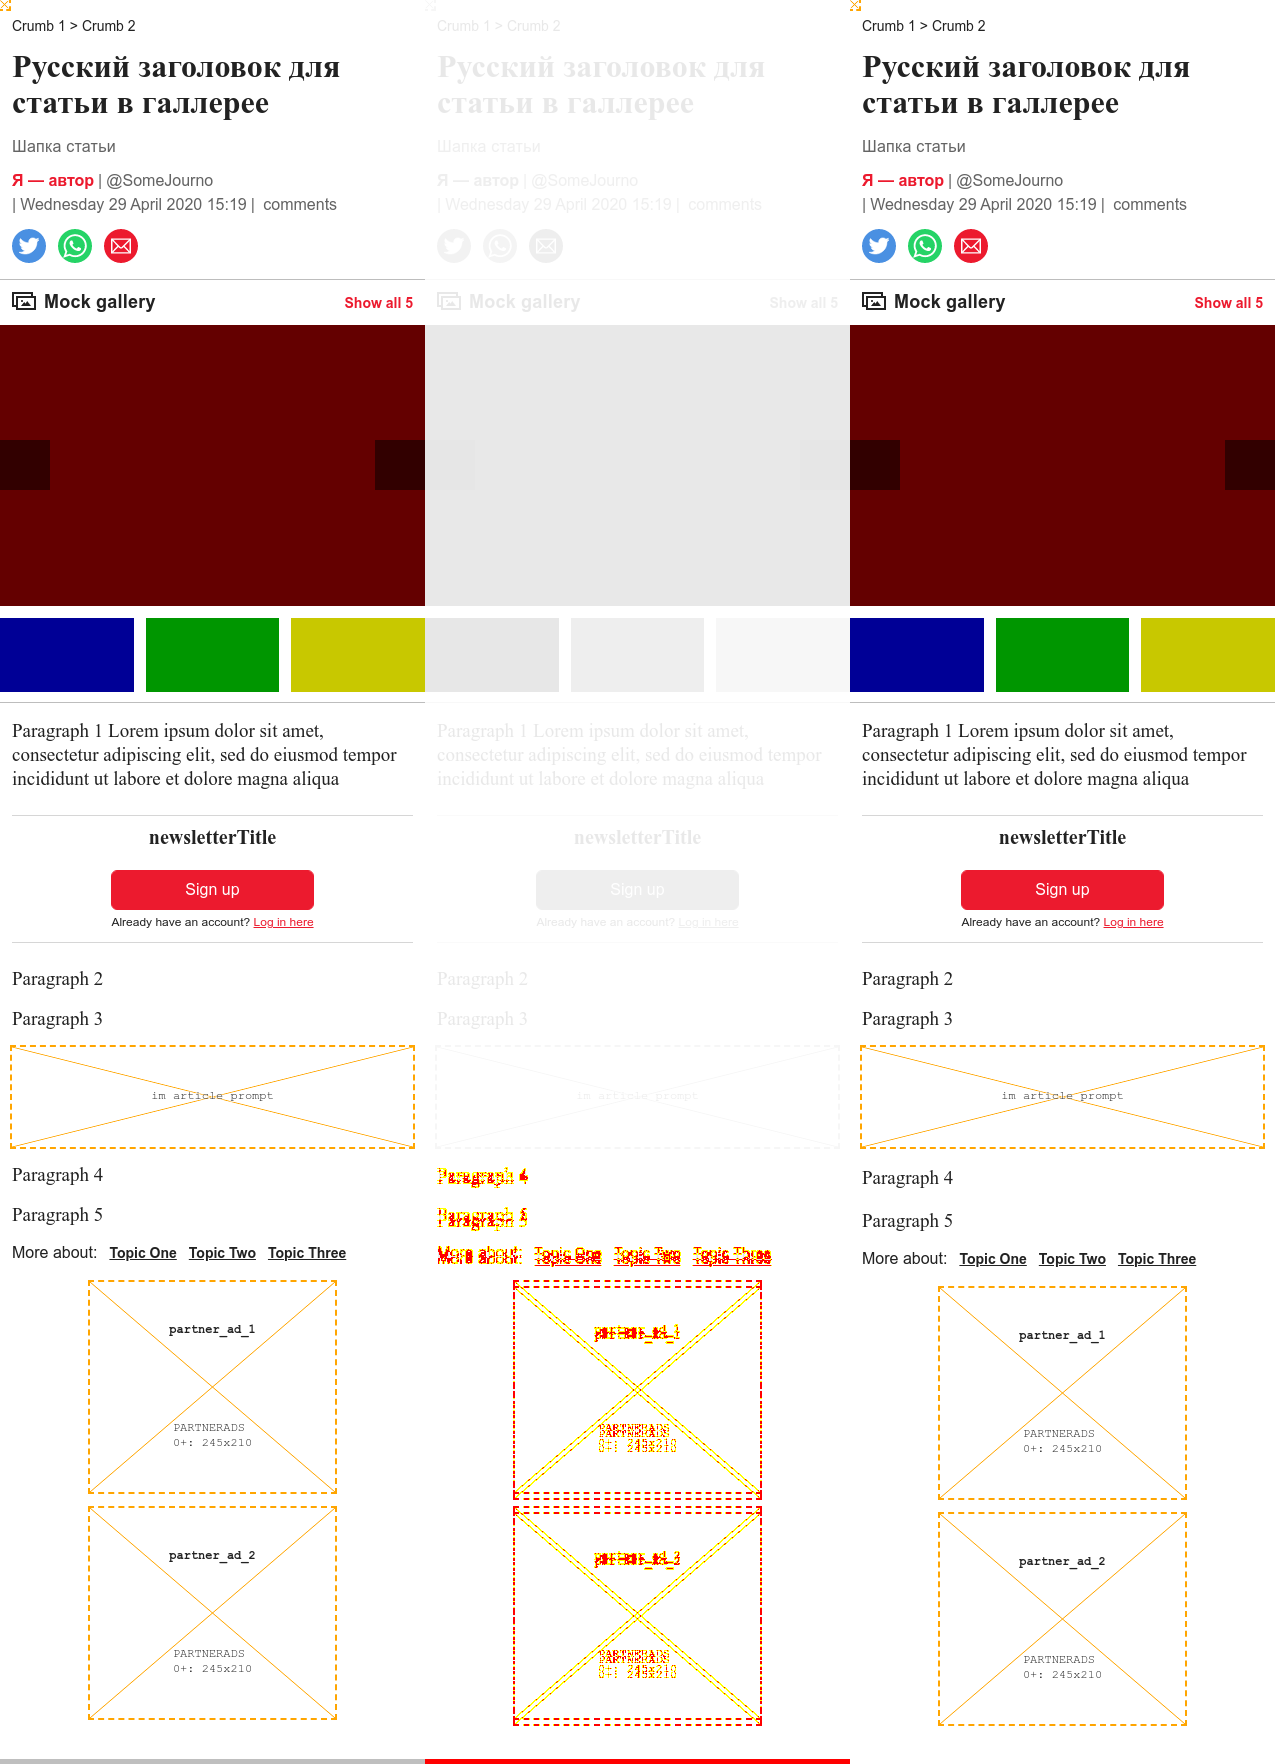 Crumb 1 > Crumb 2
Русский заголовок для
статьи в галлерее
Шапка статьи
Я — автор | @SomeJourno
| Wednesday 29 April 2020 15:19 | comments
Mock gallery Show all 5
Paragraph 1 Lorem ipsum dolor sit amet,
consectetur adipiscing elit, sed do eiusmod tempor
incididunt ut labore et dolore magna aliqua
newsletterTitle
Sign up
Already have an account? Log in here
Paragraph 2
Paragraph 3
im article prompt
Paragraph 4
Paragraph 5
More about: Topic One Topic Two Topic Three
partner_ad_1
PARTNERADS
0+: 245x210
partner_ad_2
PARTNERADS
0+: 245x210
Crumb 1 > Crumb 2
Русский заголовок для
статьи в галлерее
Шапка статьи
Я — автор | @SomeJourno
| Wednesday 29 April 2020 15:19 | comments
Mock gallery Show all 5
Paragraph 1 Lorem ipsum dolor sit amet,
consectetur adipiscing elit, sed do eiusmod tempor
incididunt ut labore et dolore magna aliqua
newsletterTitle
Sign up
Already have an account? Log in here
Paragraph 2
Paragraph 3
im article prompt
Paragraph 4
Paragraph 5
More about: Topic One Topic Two Topic Three
partner_ad_1
PARTNERADS
0+: 245x210
partner_ad_2
PARTNERADS
0+: 245x210
Crumb 1 > Crumb 2
Русский заголовок для
статьи в галлерее
Шапка статьи
Я — автор | @SomeJourno
| Wednesday 29 April 2020 15:19 | comments
Mock gallery Show all 5
Paragraph 1 Lorem ipsum dolor sit amet,
consectetur adipiscing elit, sed do eiusmod tempor
incididunt ut labore et dolore magna aliqua
newsletterTitle
Sign up
Already have an account? Log in here
Paragraph 2
Paragraph 3
im article prompt
Paragraph 4
Paragraph 5
More about: Topic One Topic Two Topic Three
partner_ad_1
PARTNERADS
0+: 245x210
partner_ad_2
PARTNERADS
0+: 245x210